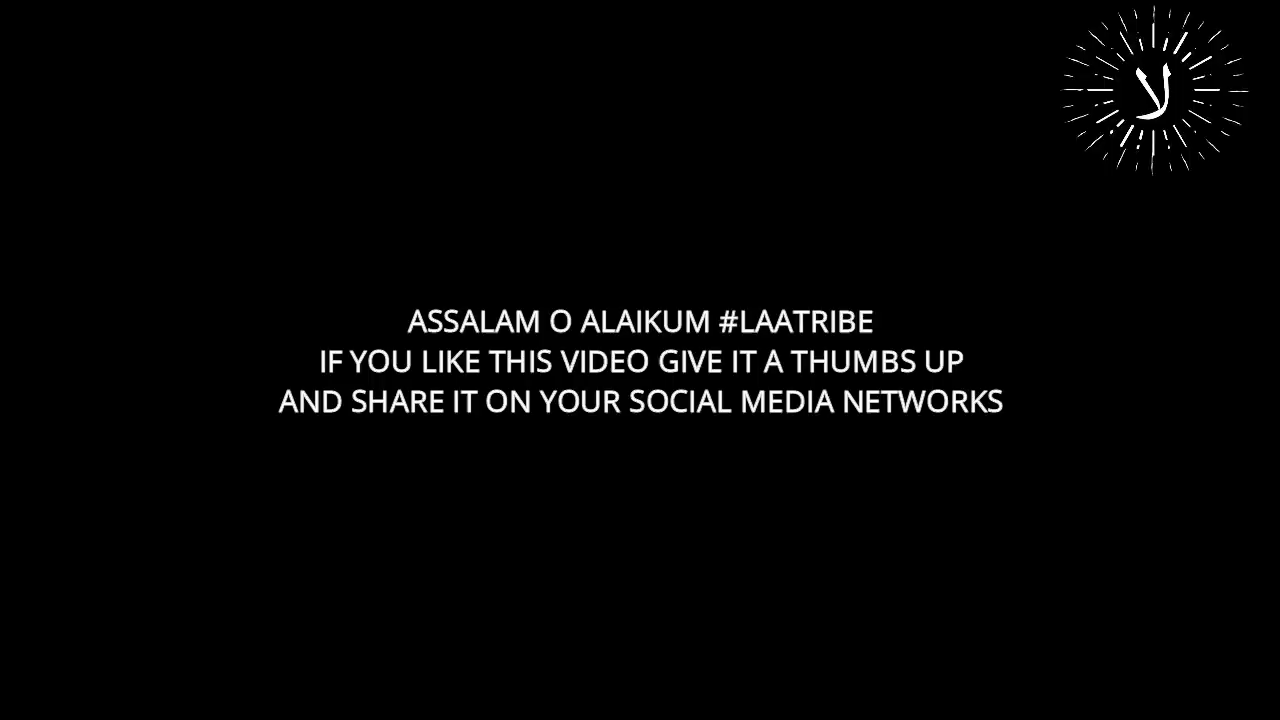 لا
ASSALAM O ALAIKUM #LAATRIBE
IF YOU LIKE THIS VIDEO GIVE IT A THUMBS UP
AND SHARE IT ON YOUR SOCIAL MEDIA NETWORKS